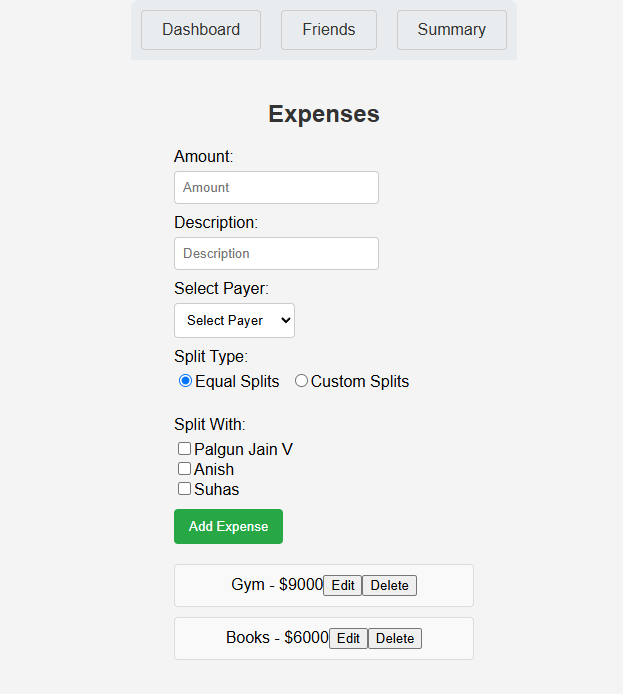 Dashboard Friends Summary
Expenses
Amount:
Amount
Description:
Description
Select Payer:
Select Payer
Split Type:
Equal Splits Custom Splits
Split With:
Palgun Jain V
Anish
Suhas
Add Expense
Gym - $9000 Edit Delete
Books - $6000 Edit Delete